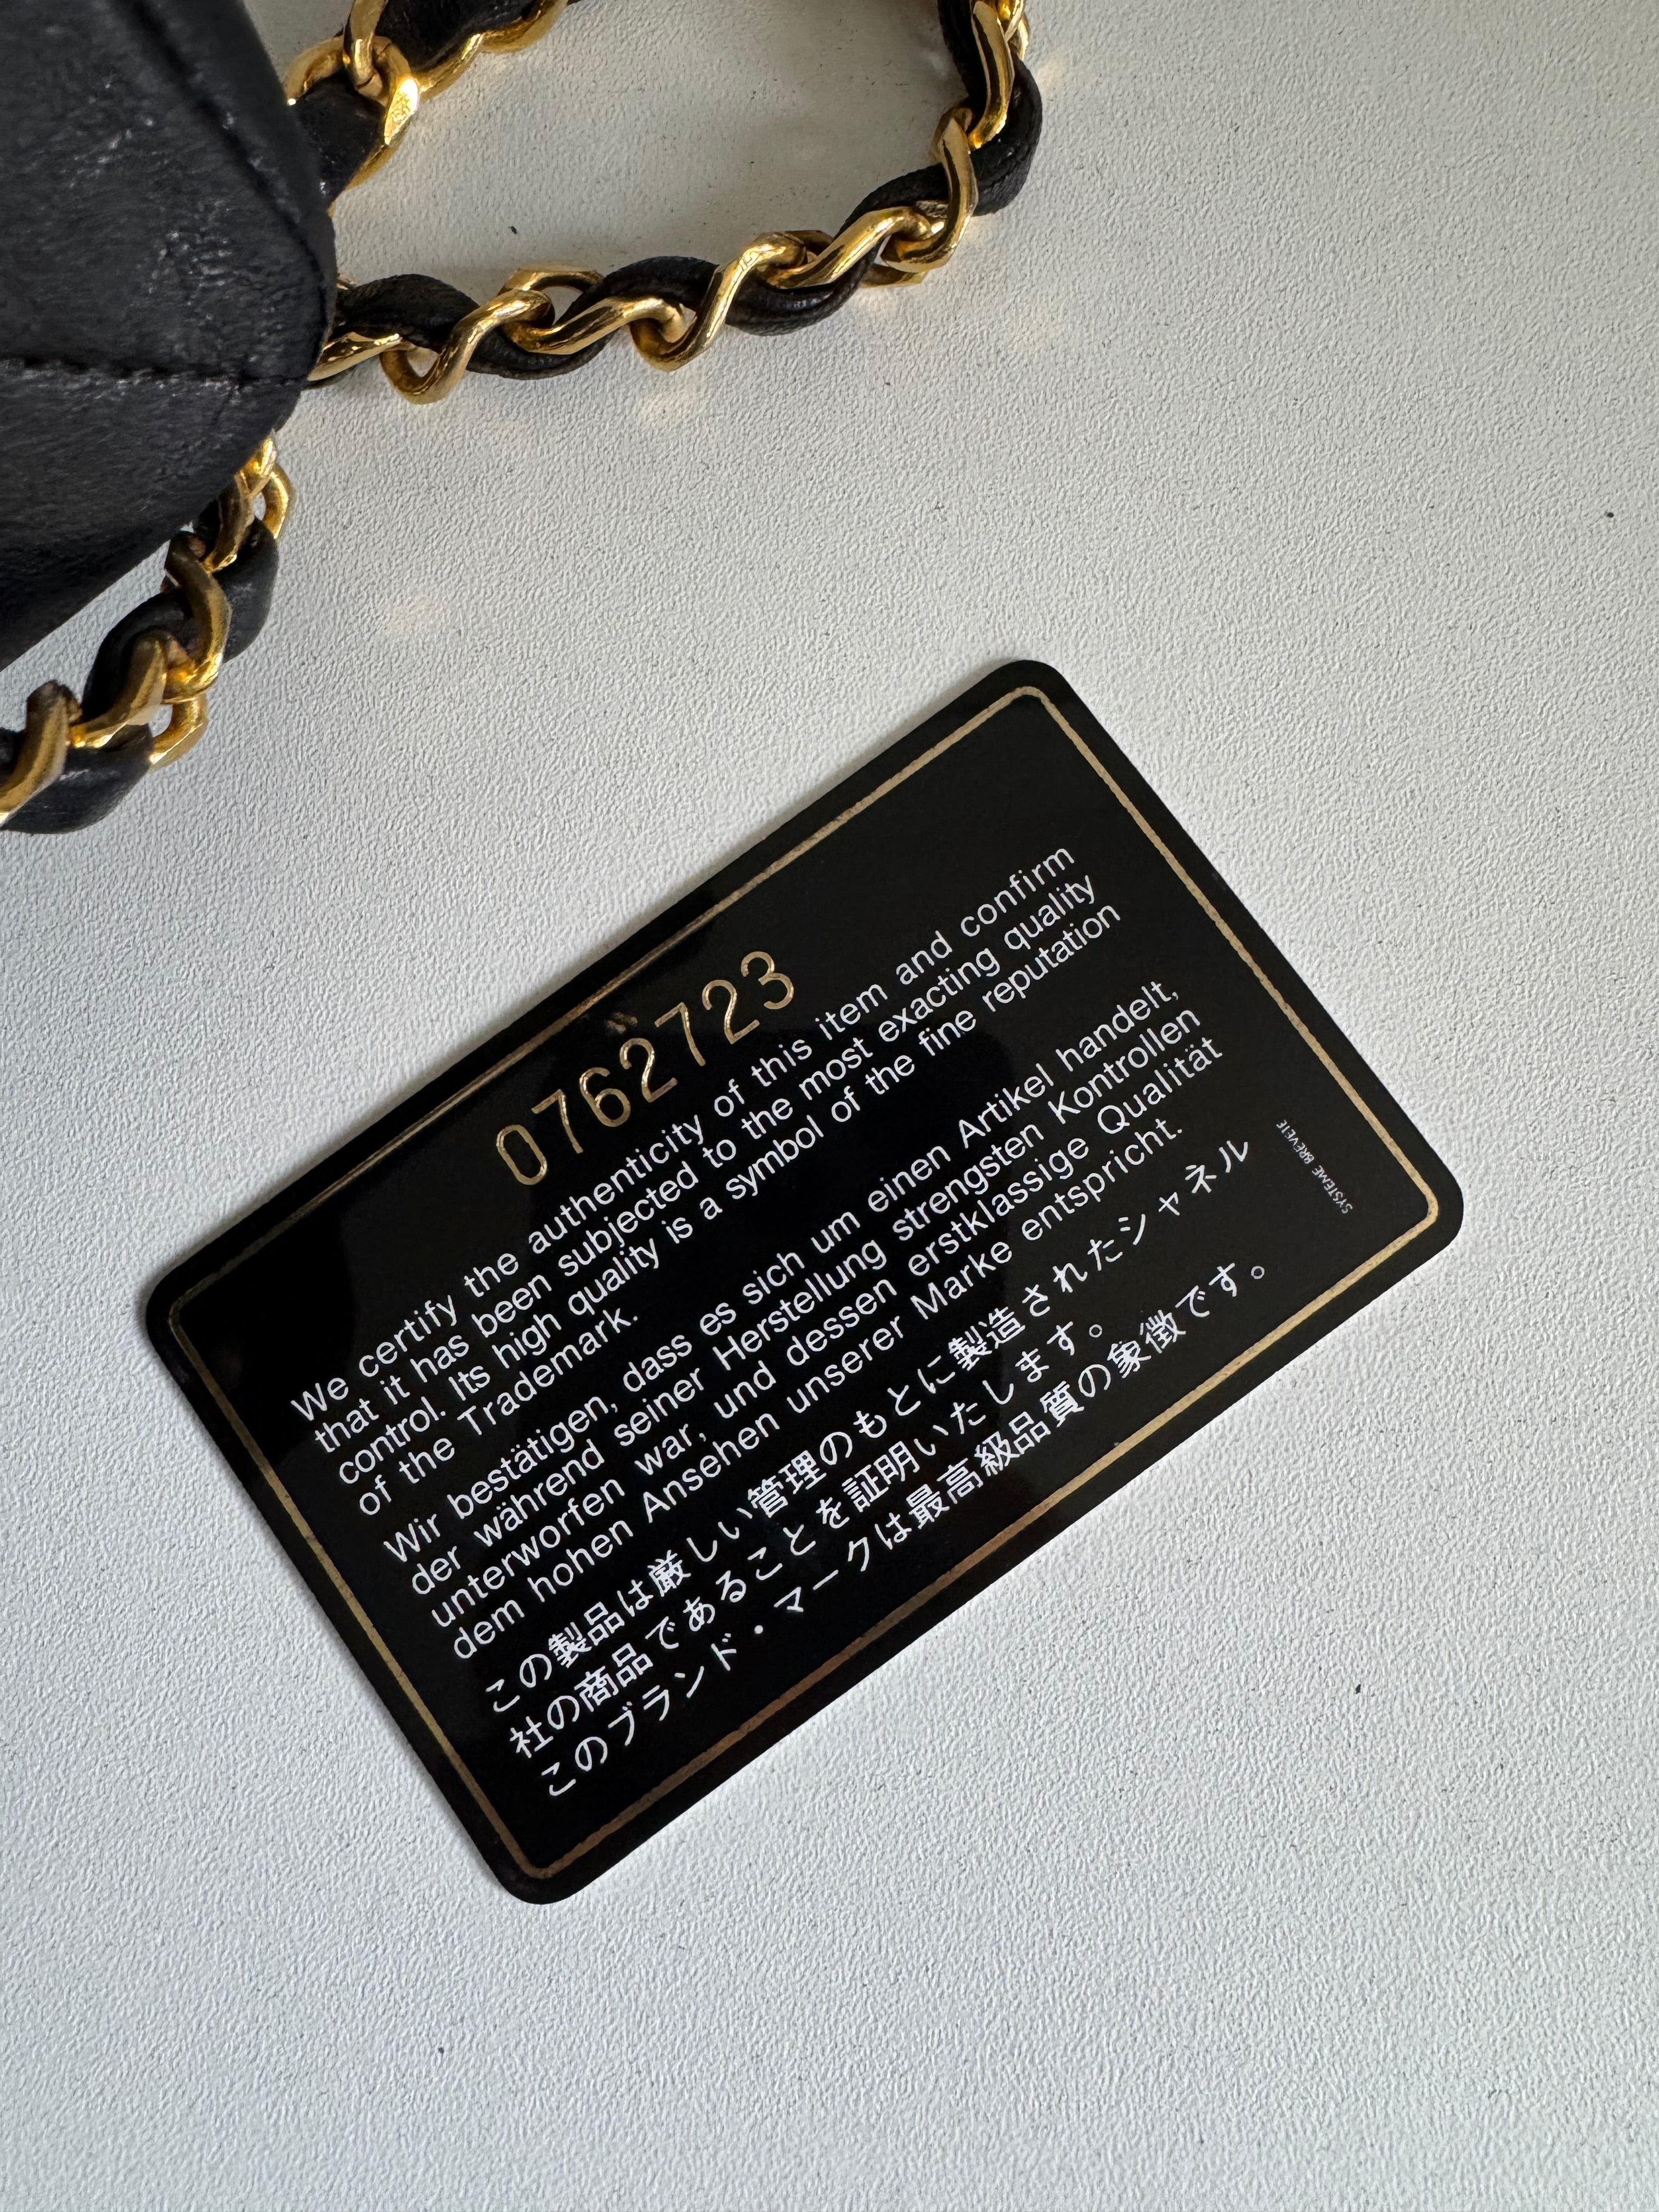 0762723
We certify the authenticity of this item and confirm
that it has been subjected to the most exacting quality
control. Its high quality is a symbol of the fine reputation
of the Trademark.
Wir bestätigen, dass es sich um einen Artikel handelt,
der während seiner Herstellung strengsten Kontrollen
unterworfen war, und dessen erstklassige Qualität
dem hohen Ansehen unserer Marke entspricht.
この製品は厳しい管理のもとに製造されたシャネル
社の商品であることを証明いたします。
このブランド・マークは最高級品質の象徴です。
SYSTEME BREVETE